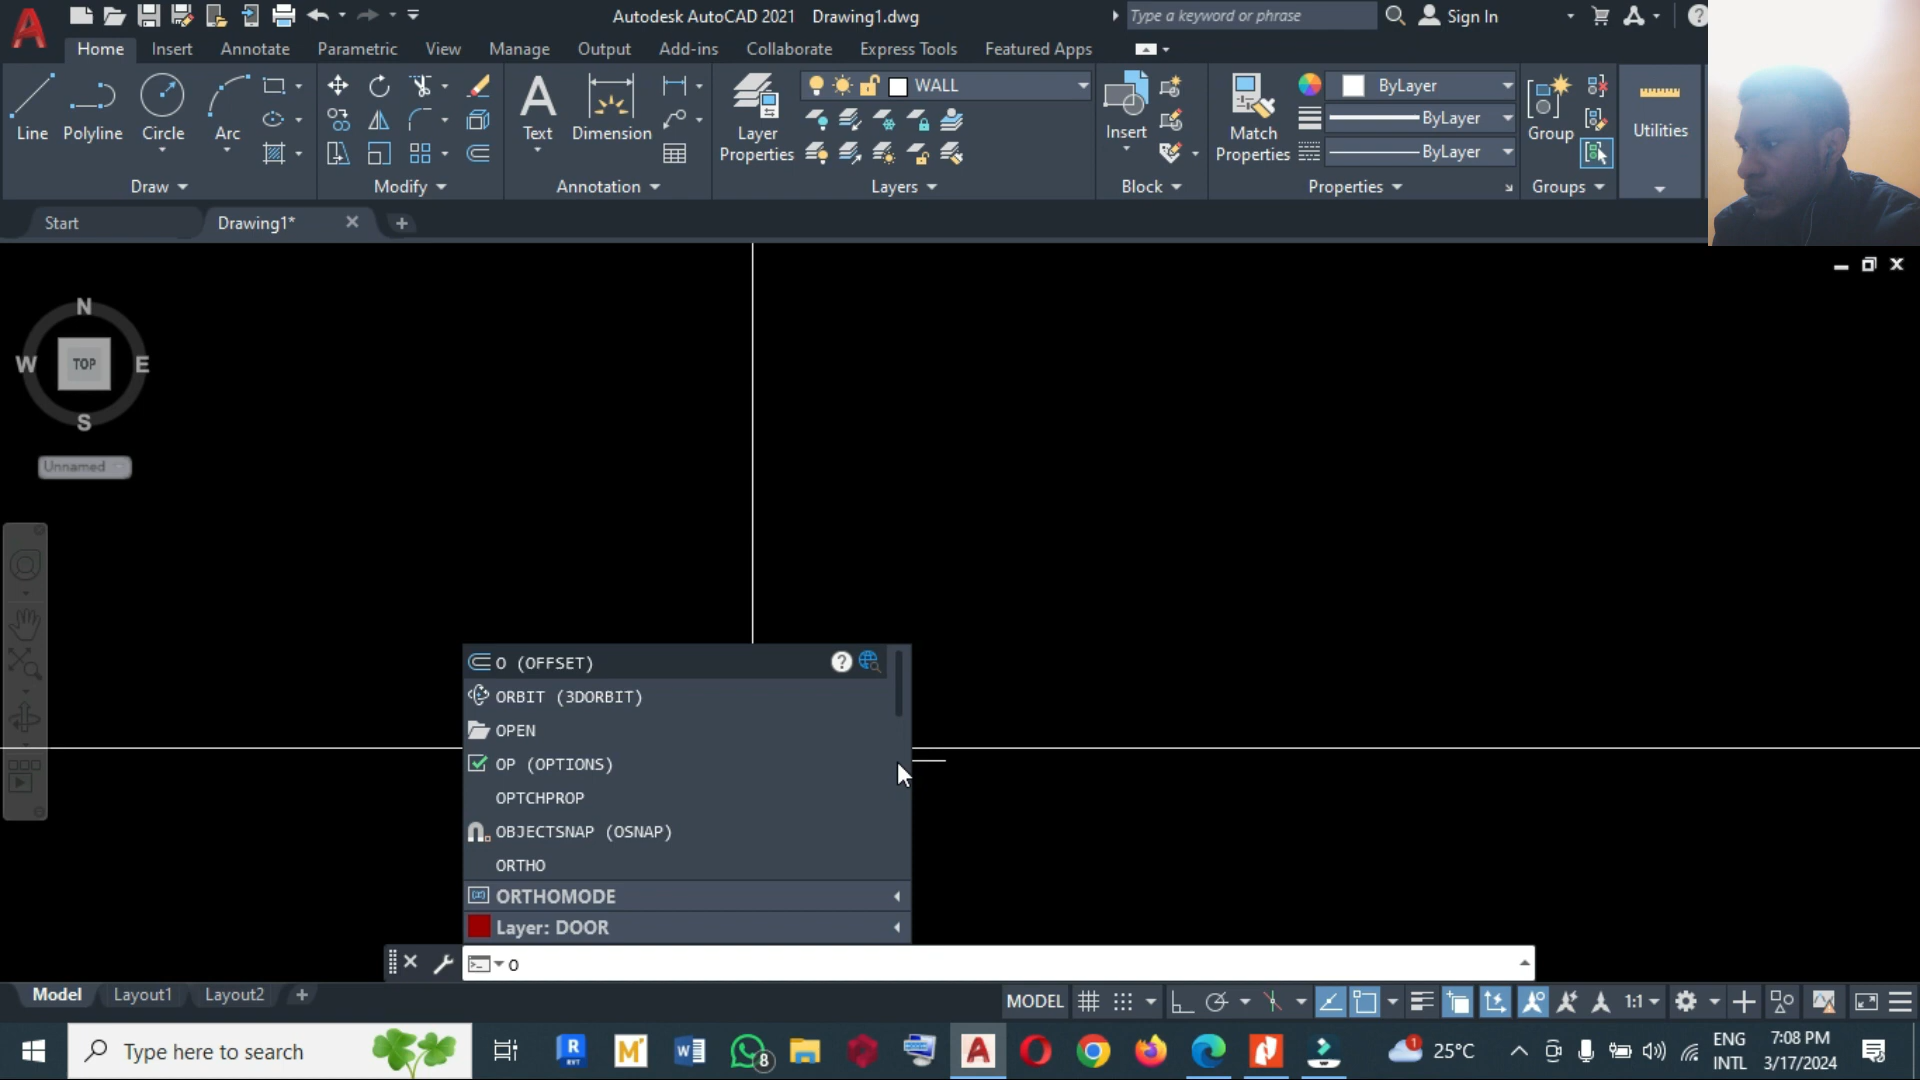 Autodesk AutoCAD 2021 Drawing1.dwg
Type a keyword or phrase
Sign In
Home Insert Annotate Parametric View Manage Output Add-ins Collaborate Express Tools Featured Apps
Line Polyline Circle Arc
Text Dimension
Layer Properties
WALL
Insert
Match Properties
ByLayer
ByLayer
ByLayer
Group
Utilities
Draw Modify Annotation Layers Block Properties Groups
Start Drawing1*
N
W TOP E
S
Unnamed
O (OFFSET)
ORBIT (3DORBIT)
OPEN
OP (OPTIONS)
OPTCHPROP
OBJECTSNAP (OSNAP)
ORTHO
ORTHOMODE
Layer: DOOR
O
Model Layout1 Layout2
MODEL 1:1
Type here to search
8
1
25°C
ENG
INTL
7:08 PM
3/17/2024